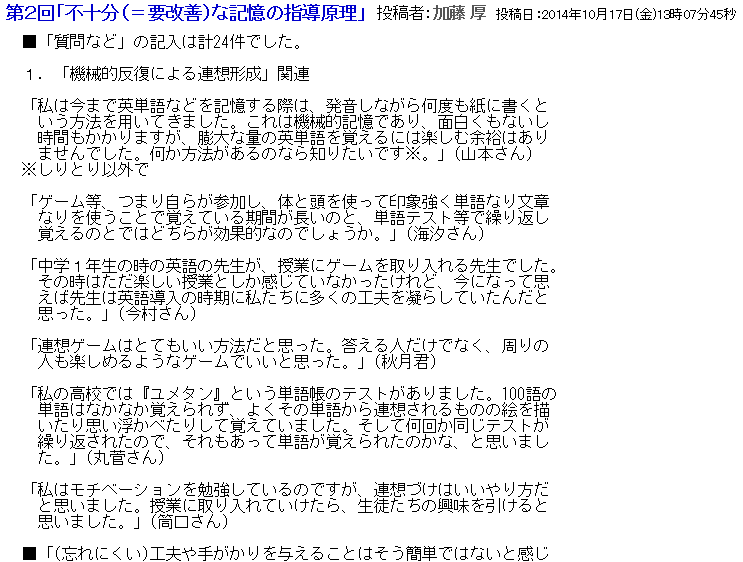 第2回「不十分(=要改善)な記憶の指導原理」 投稿者:加藤 厚 投稿日:2014年10月17日(金)13時07分45秒
■「質問など」の記入は計24件でした。
1.「機械的反復による連想形成」関連
「私は今まで英単語などを記憶する際は、発音しながら何度も紙に書くと
いう方法を用いてきました。これは機械的記憶であり、面白くもないし
時間もかかりますが、膨大な量の英単語を覚えるには楽しむ余裕はあり
ませんでした。何か方法があるのなら知りたいです※。」(山本さん)
※しりとり以外で
「ゲーム等、つまり自らが参加し、体と頭を使って印象強く単語なり文章
なりを使うことで覚えている期間が長いのと、単語テスト等で繰り返し
覚えるのとではどちらが効果的なのでしょうか。」(海汐さん)
「中学1年生の時の英語の先生が、授業にゲームを取り入れる先生でした。
その時はただ楽しい授業としか感じていなかったけれど、今になって思
えば先生は英語導入の時期に私たちに多くの工夫を凝らしていたんだと
思った。」(今村さん)
「連想ゲームはとてもいい方法だと思った。答える人だけでなく、周りの
人も楽しめるようなゲームでいいと思った。」(秋月君)
「私の高校では『ユメタン』という単語帳のテストがありました。100語の
単語はなかなか覚えられず、よくその単語から連想されるものの絵を描
いたり思い浮かべたりして覚えていました。そして何回か同じテストが
繰り返されたので、それもあって単語が覚えられたのかな、と思いまし
た。」(丸菅さん)
「私はモチベーションを勉強しているのですが、連想づけはいいやり方だ
と思いました。授業に取り入れていけたら、生徒たちの興味を引けると
思いました。」(筒口さん)
■「(忘れにくい)工夫や手がかりを与えることはそう簡単ではないと感じ